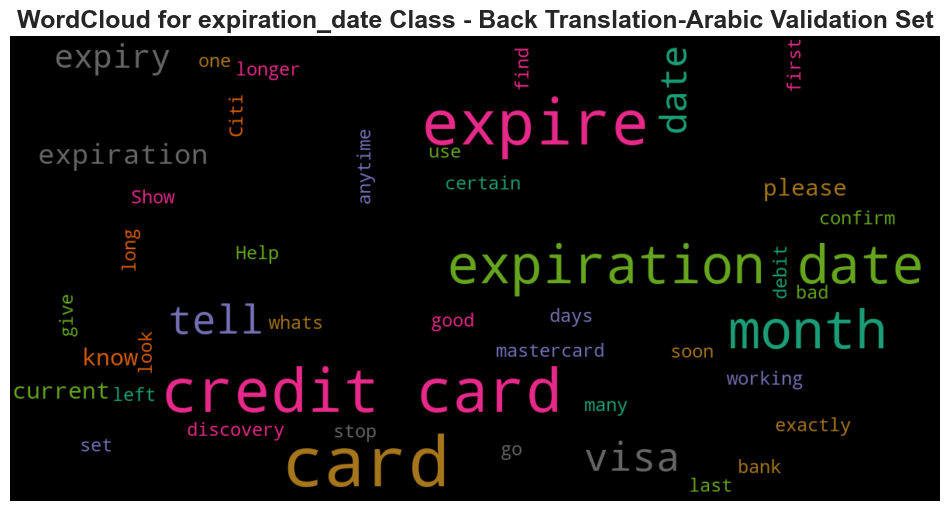 WordCloud for expiration_date Class - Back Translation-Arabic Validation Set
expiry
one
longer
find
date
first
Citi
expire
anytime
use
expiration
certain
please
Show
confirm
long
Help
expiration date
debit
bad
give
tell
whats
good
days
month
look
know
mastercard
soon
working
current
left
credit card
many
discovery
stop
exactly
set
card
go
visa
bank
last